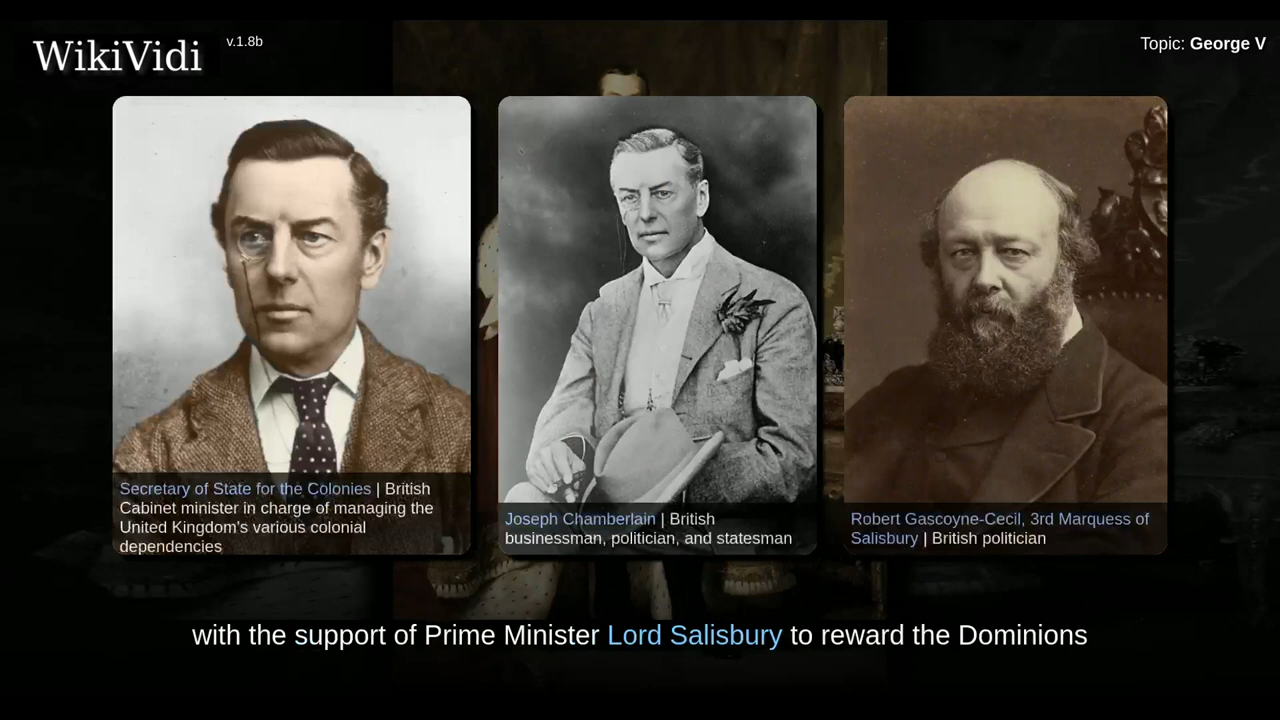 WikiVidi v.1.8b
Topic: George V
Secretary of State for the Colonies | British
Cabinet minister in charge of managing the
United Kingdom's various colonial
dependencies
Joseph Chamberlain | British
businessman, politician, and statesman
Robert Gascoyne-Cecil, 3rd Marquess of
Salisbury | British politician
with the support of Prime Minister Lord Salisbury to reward the Dominions